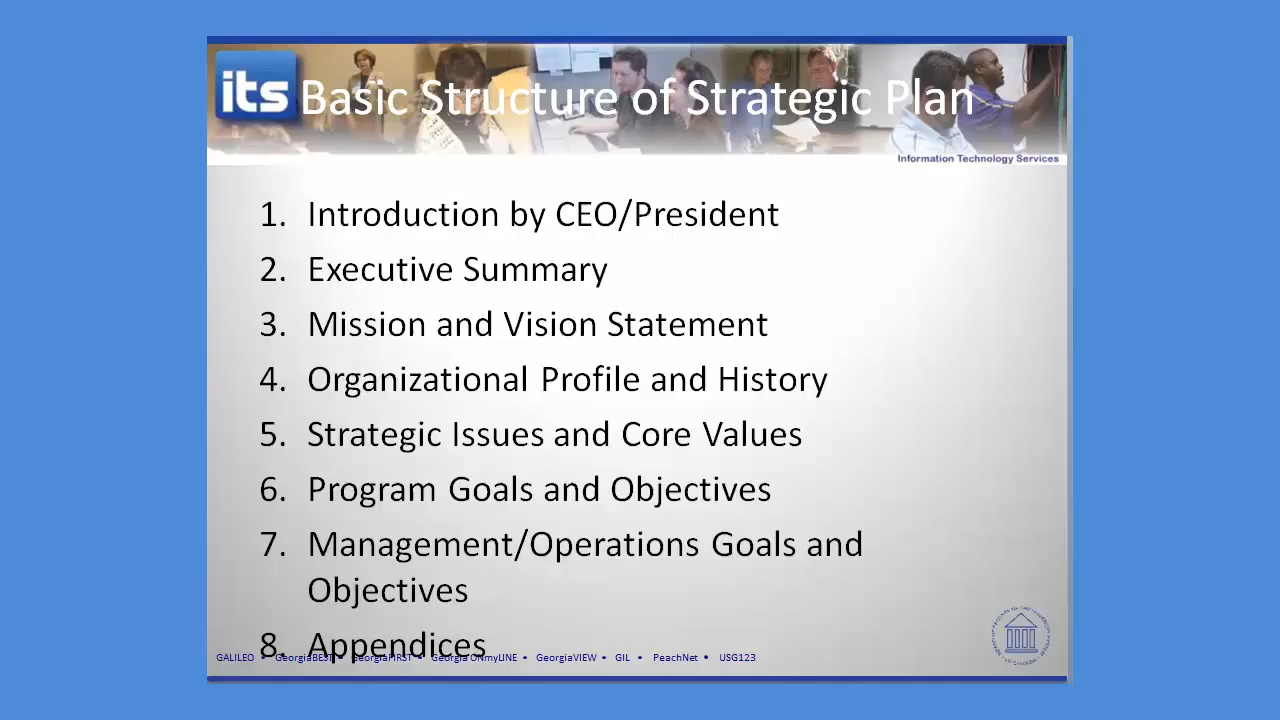 its
Basic Structure of Strategic Plan
Information Technology Services
1. Introduction by CEO/President
2. Executive Summary
3. Mission and Vision Statement
4. Organizational Profile and History
5. Strategic Issues and Core Values
6. Program Goals and Objectives
7. Management/Operations Goals and
Objectives
8. Appendices
GALILEO • GeorgiaBEST • GeorgiaFIRST • Georgia ONmyLINE • GeorgiaVIEW • GIL • PeachNet • USG123